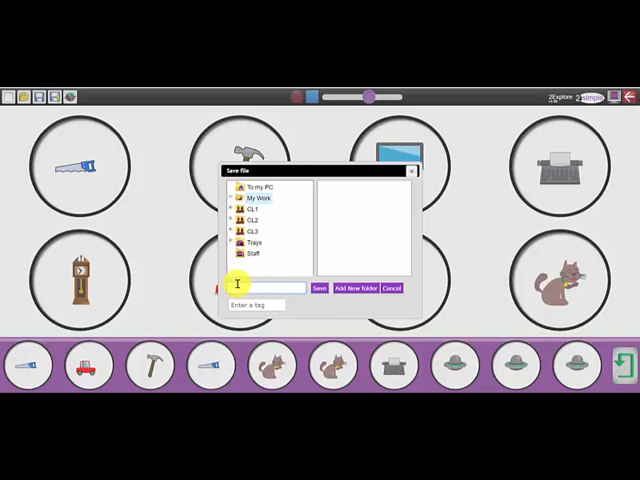 2Explore
2simple
Save file
To my PC
My Work
CL1
CL2
CL3
Trays
Staff
Save
Add New folder
Cancel
Enter a tag